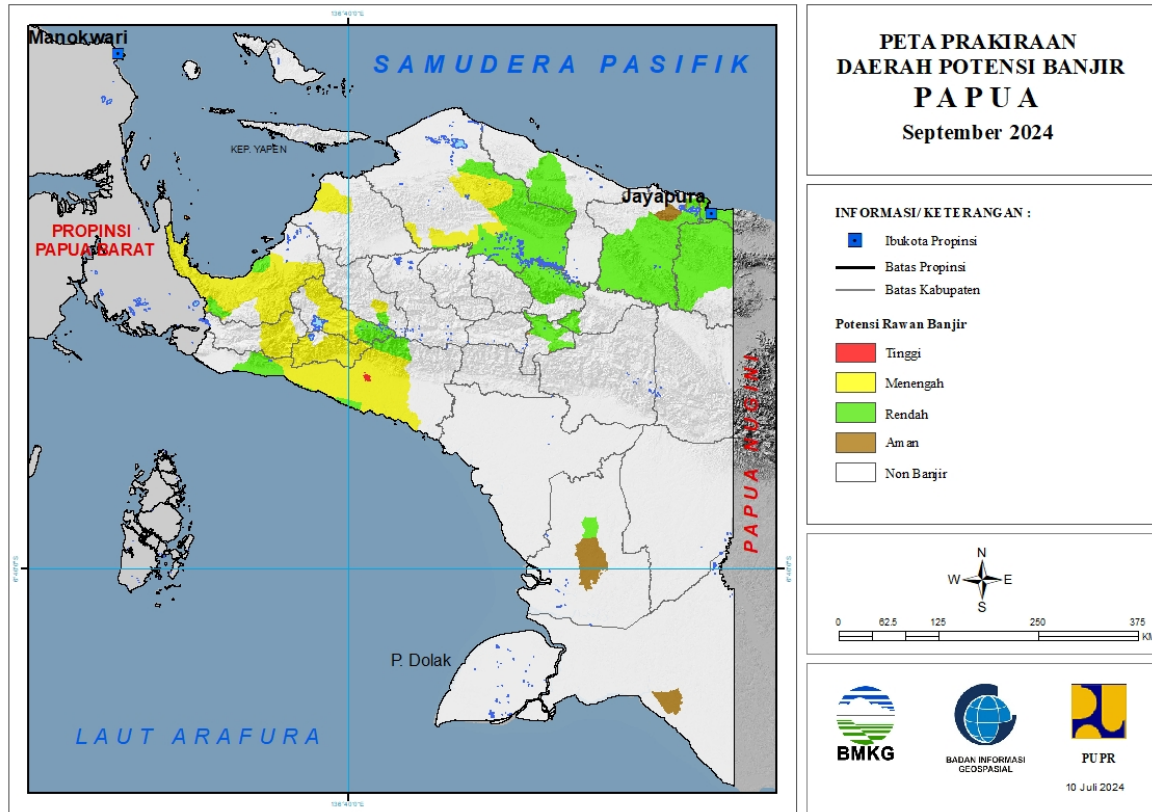 Manokwari
SAMUDERA PASIFIK
KEP. YAPEN
Jayapura
PROPINSI
PAPUA BARAT
PAPUA NUGINI
P. Dolak
LAUT ARAFURA
PETA PRAKIRAAN
DAERAH POTENSI BANJIR
PAPUA
September 2024
INFORMASI/ KETERANGAN :
Ibukota Propinsi
Batas Propinsi
Batas Kabupaten
Potensi Rawan Banjir
Tinggi
Menengah
Rendah
Aman
Non Banjir
N
W E
S
0 62.5 125 250 375
KM
BMKG
BADAN INFORMASI
GEOSPASIAL
PUPR
10 Juli 2024